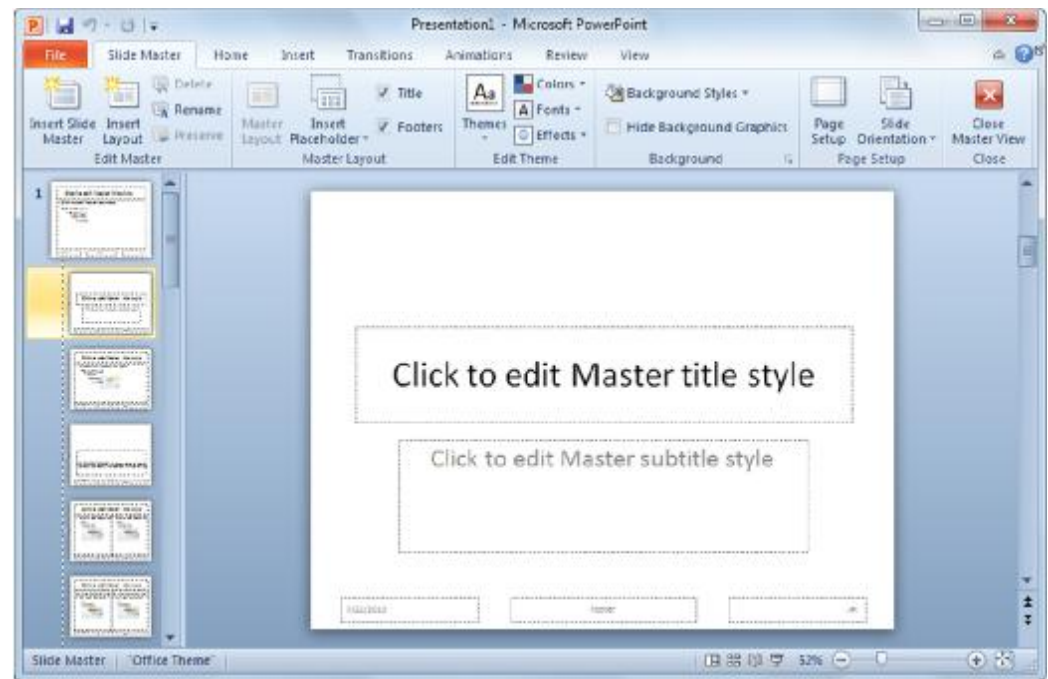 Presentation1 - Microsoft PowerPoint
File Slide Master Home Insert Transitions Animations Review View
Insert Slide Master
Insert Layout
Delete
Rename
Preserve
Master Layout
Insert Placeholder
Title
Footers
Themes
Colors
Fonts
Effects
Background Styles
Hide Background Graphics
Page Setup
Slide Orientation
Close Master View
Edit Master Master Layout Edit Theme Background Page Setup Close
1
Click to edit Master title style
Click to edit Master subtitle style
Footer
Slide Master "Office Theme" 52%